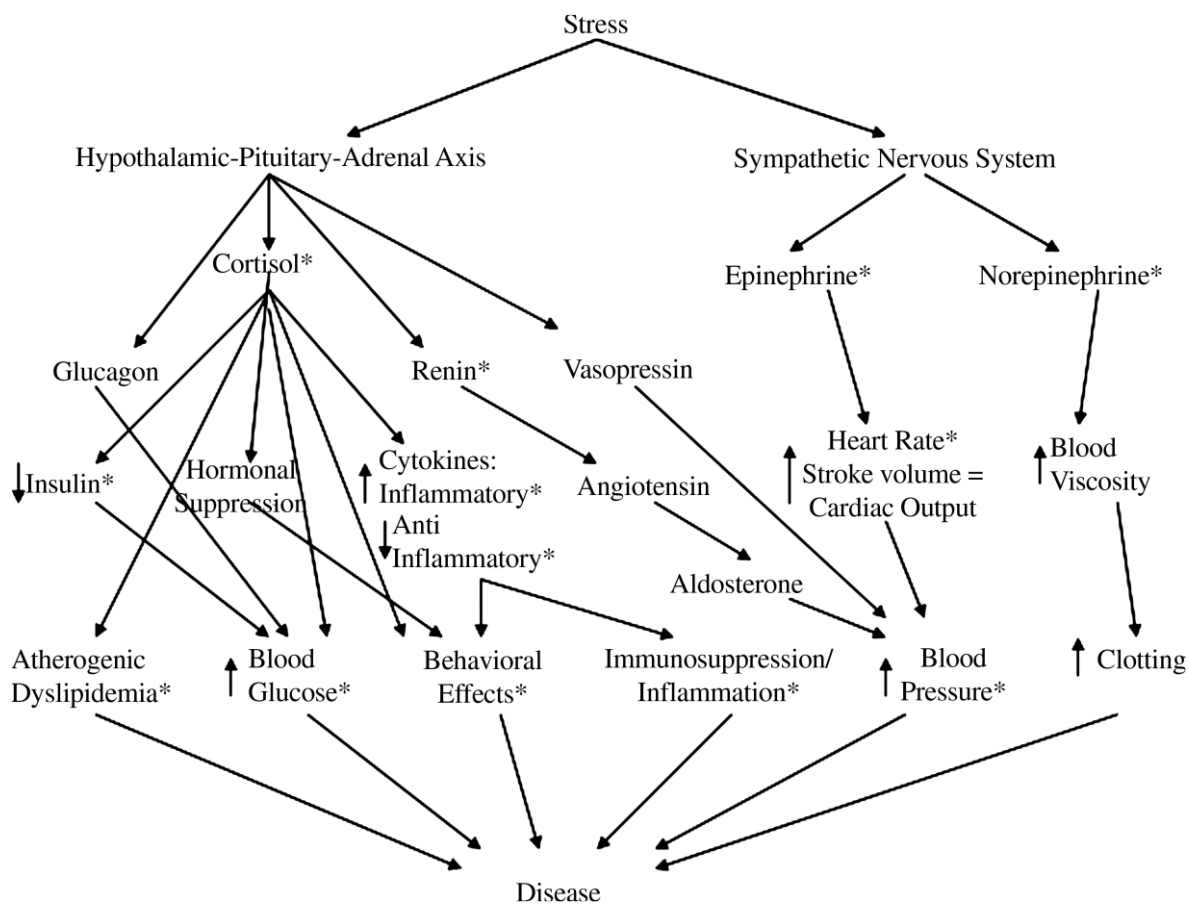 Stress
Hypothalamic-Pituitary-Adrenal Axis
Sympathetic Nervous System
Cortisol*
Epinephrine*
Norepinephrine*
Glucagon
Renin*
Vasopressin
Insulin*
Hormonal
Suppression
Cytokines:
Inflammatory*
Anti
Inflammatory*
Angiotensin
Heart Rate*
Stroke volume =
Cardiac Output
Blood
Viscosity
Aldosterone
Atherogenic
Dyslipidemia*
Blood
Glucose*
Behavioral
Effects*
Immunosuppression/
Inflammation*
Blood
Pressure*
Clotting
Disease